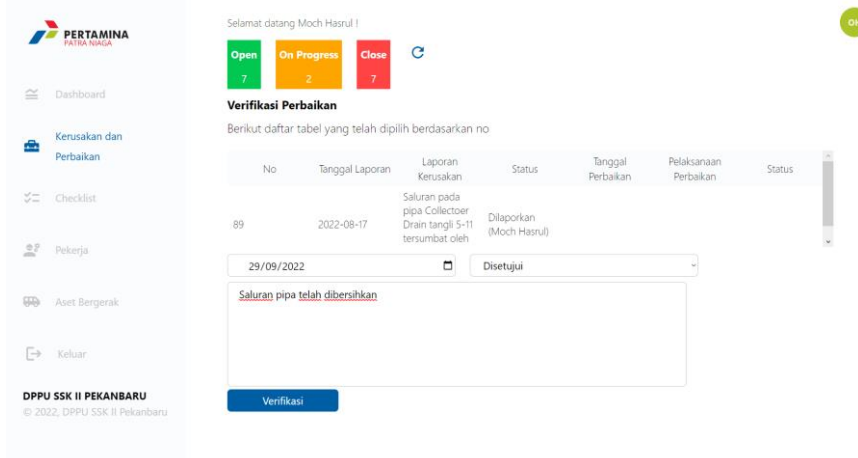 PERTAMINA
PATRA NIAGA
Dashboard
Kerusakan dan
Perbaikan
Checklist
Pekerja
Aset Bergerak
Keluar
DPPU SSK II PEKANBARU
© 2022, DPPU SSK II Pekanbaru
Selamat datang Moch Hasrul !
Open On Progress Close
7 2 7
Verifikasi Perbaikan
Berikut daftar tabel yang telah dipilih berdasarkan no
No Tanggal Laporan Laporan Kerusakan Status Tanggal Perbaikan Pelaksanaan Perbaikan Status
Saluran pada
pipa Collectoer
89 2022-08-17 Drain tangli 5-11 Dilaporkan
tersumbat oleh (Moch Hasrul)
29/09/2022 Disetujui
Saluran pipa telah dibersihkan
Verifikasi